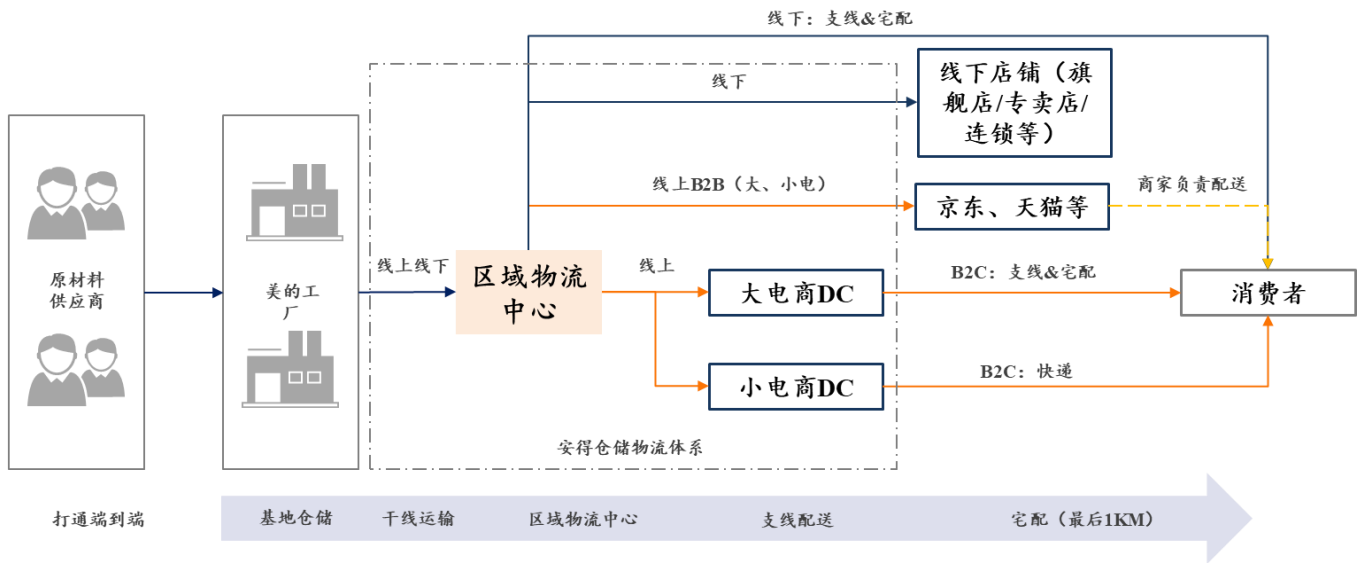 线下：支线&宅配
线下
线下店铺（旗
舰店/专卖店/
连锁等）
线上B2B（大、小电）
京东、天猫等
商家负责配送
原材料
供应商
美的工
厂
线上线下
区域物流
中心
线上
大电商DC
B2C：支线&宅配
消费者
小电商DC
B2C：快递
安得仓储物流体系
打通端到端
基地仓储
干线运输
区域物流中心
支线配送
宅配（最后1KM）